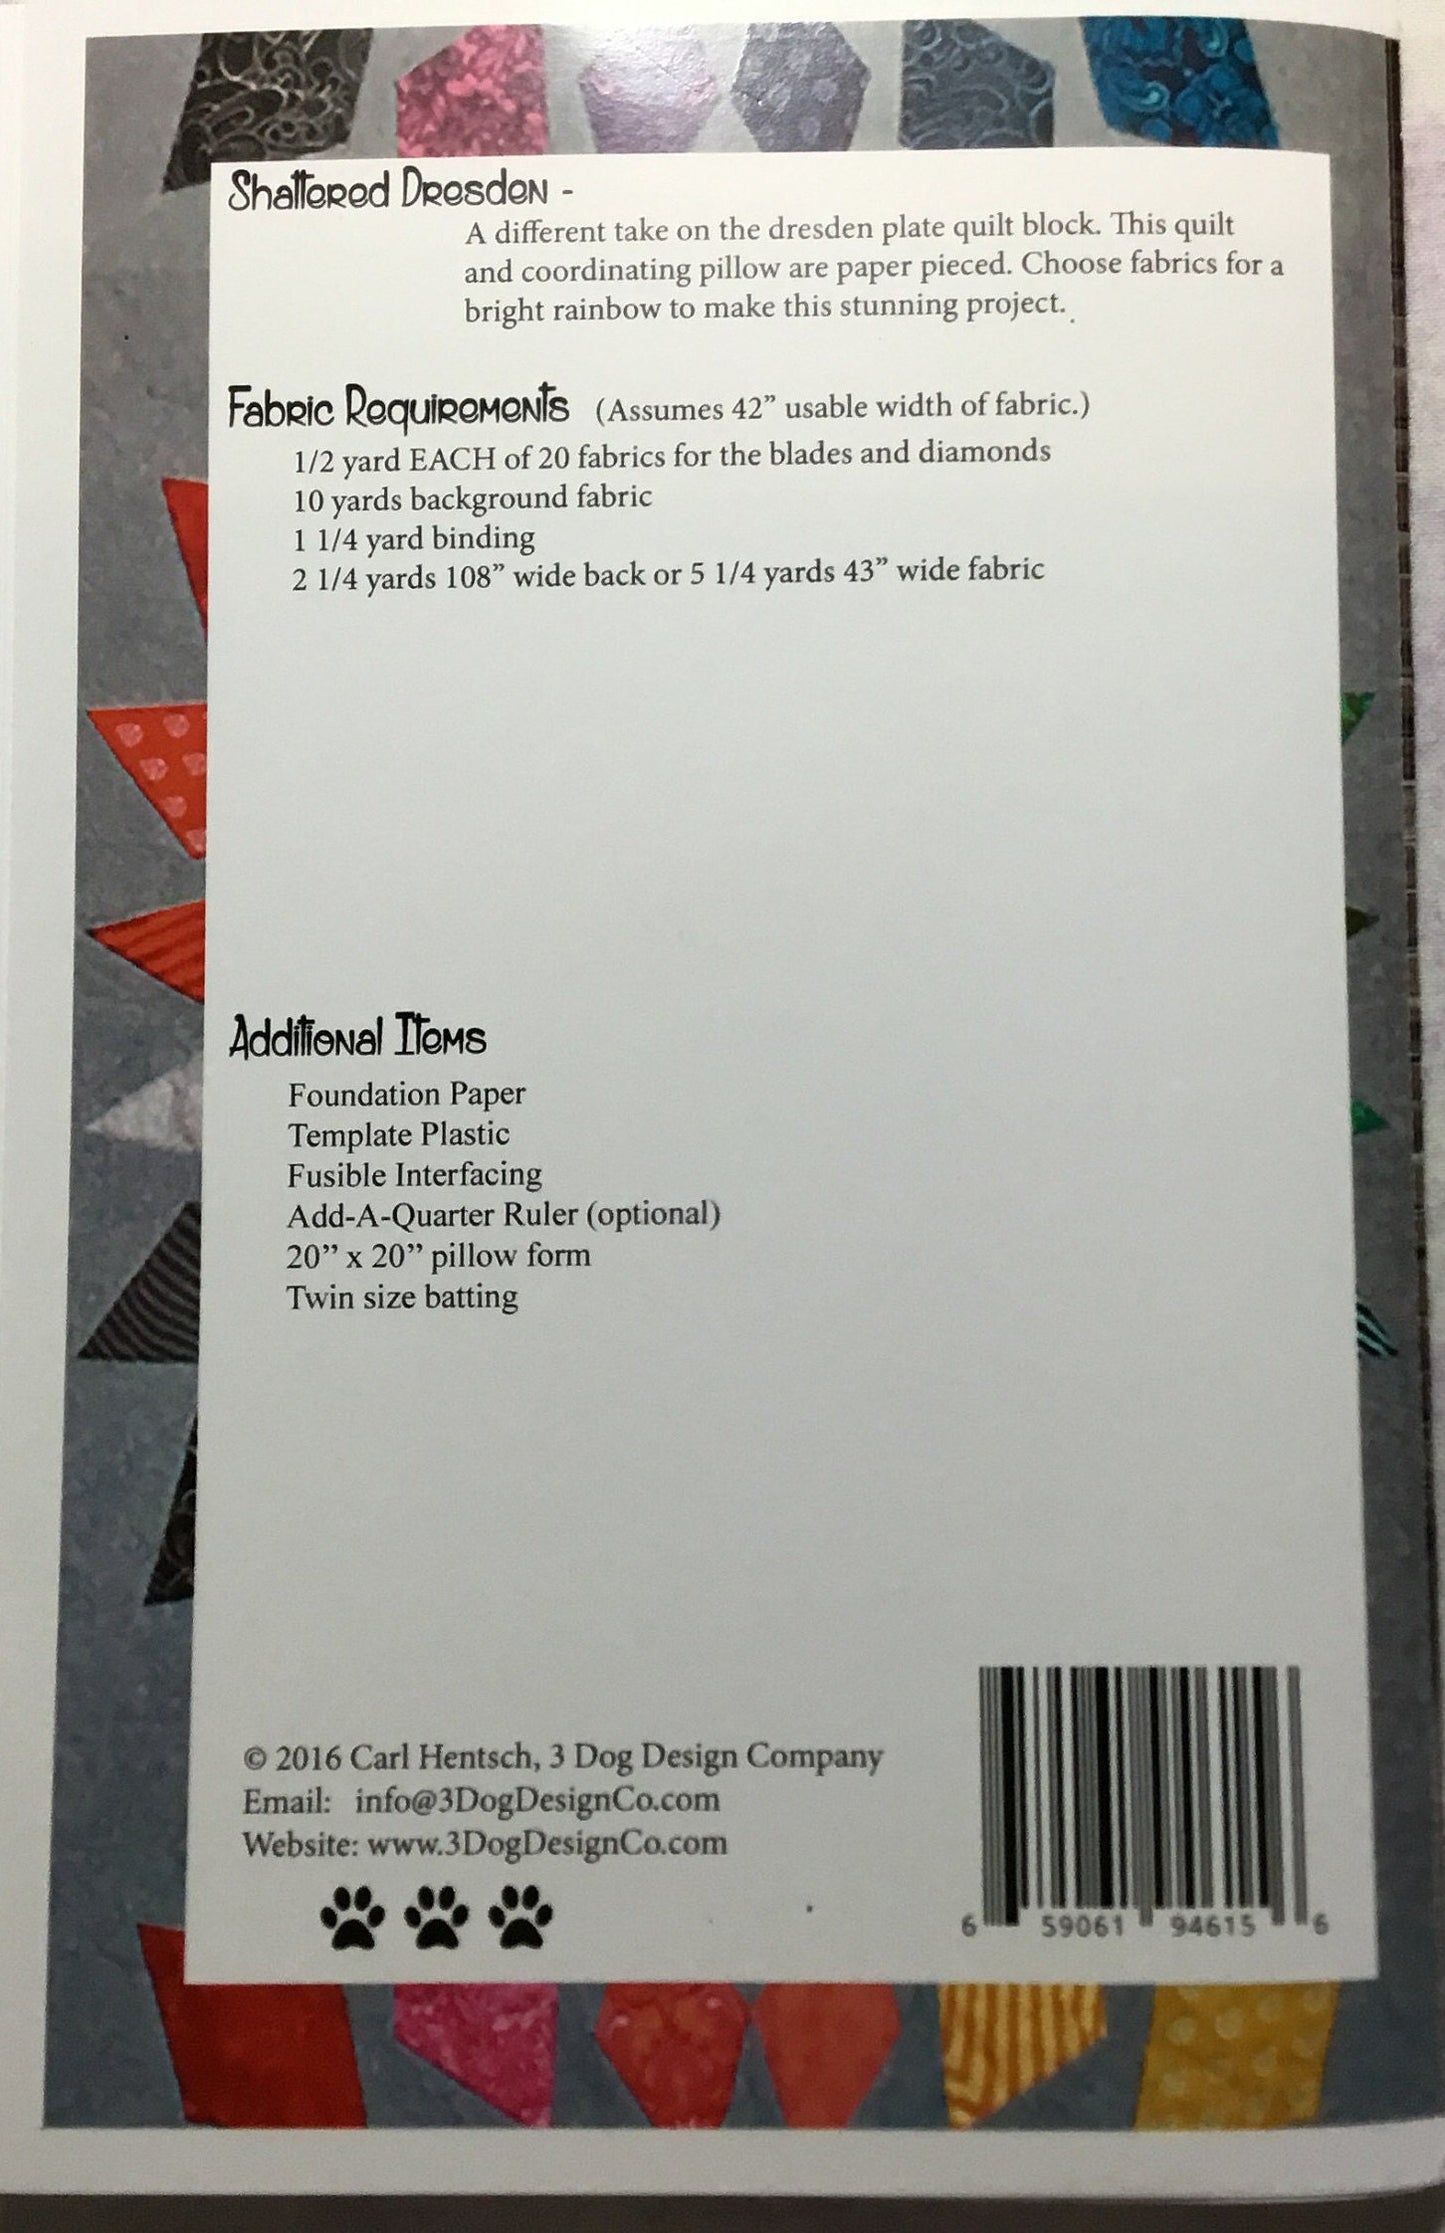 Shattered Dresden -
A different take on the dresden plate quilt block. This quilt
and coordinating pillow are paper pieced. Choose fabrics for a
bright rainbow to make this stunning project.
Fabric Requirements (Assumes 42” usable width of fabric.)
1/2 yard EACH of 20 fabrics for the blades and diamonds
10 yards background fabric
1 1/4 yard binding
2 1/4 yards 108” wide back or 5 1/4 yards 43” wide fabric
Additional Items
Foundation Paper
Template Plastic
Fusible Interfacing
Add-A-Quarter Ruler (optional)
20” x 20” pillow form
Twin size batting
© 2016 Carl Hentsch, 3 Dog Design Company
Email: info@3DogDesignCo.com
Website: www.3DogDesignCo.com
6 59061 94615 6